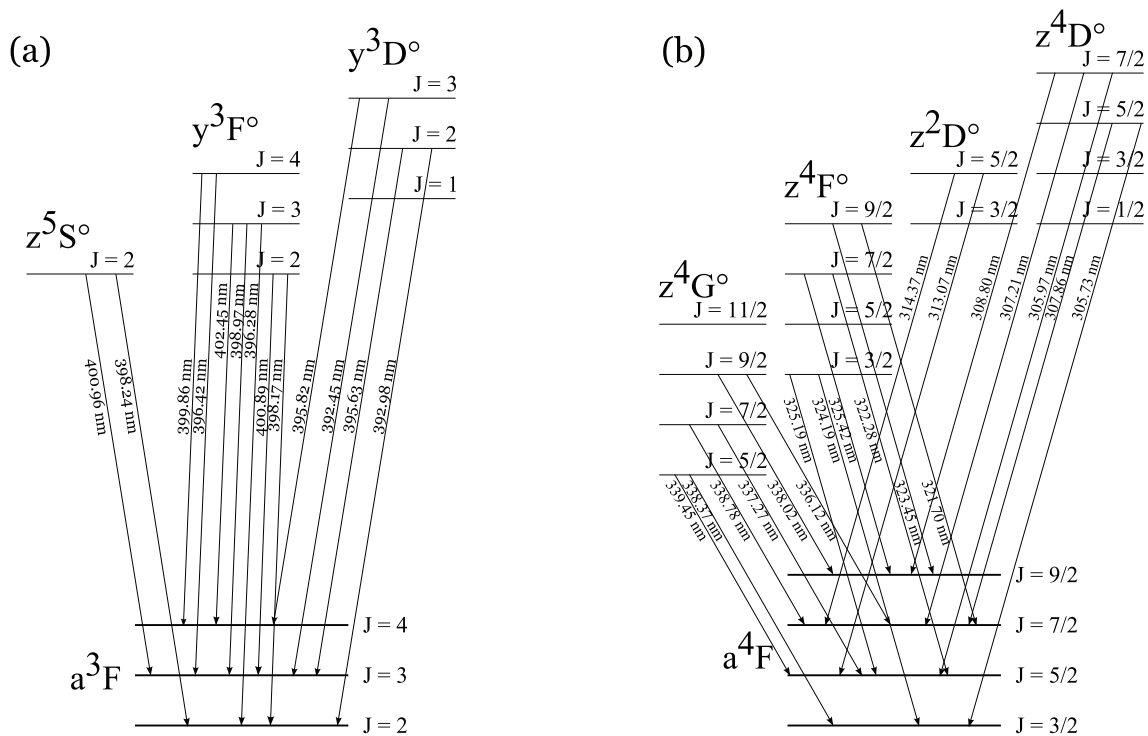 (a)
y³D°
J = 3
J = 2
J = 1
y³F°
J = 4
J = 3
J = 2
z⁵S°
J = 2
400.96 nm
398.24 nm
399.86 nm
396.42 nm
402.45 nm
398.97 nm
396.28 nm
400.89 nm
398.17 nm
395.82 nm
392.45 nm
395.63 nm
392.98 nm
a³F
J = 4
J = 3
J = 2
(b)
z⁴D°
J = 7/2
J = 5/2
J = 3/2
J = 1/2
z²D°
J = 5/2
J = 3/2
z⁴F°
J = 9/2
J = 7/2
J = 5/2
J = 3/2
z⁴G°
J = 11/2
J = 9/2
J = 7/2
J = 5/2
339.45 nm
338.37 nm
338.78 nm
337.27 nm
338.02 nm
336.12 nm
325.19 nm
324.19 nm
325.42 nm
322.28 nm
323.45 nm
321.70 nm
314.37 nm
313.07 nm
308.80 nm
307.21 nm
305.97 nm
307.86 nm
305.73 nm
a⁴F
J = 9/2
J = 7/2
J = 5/2
J = 3/2